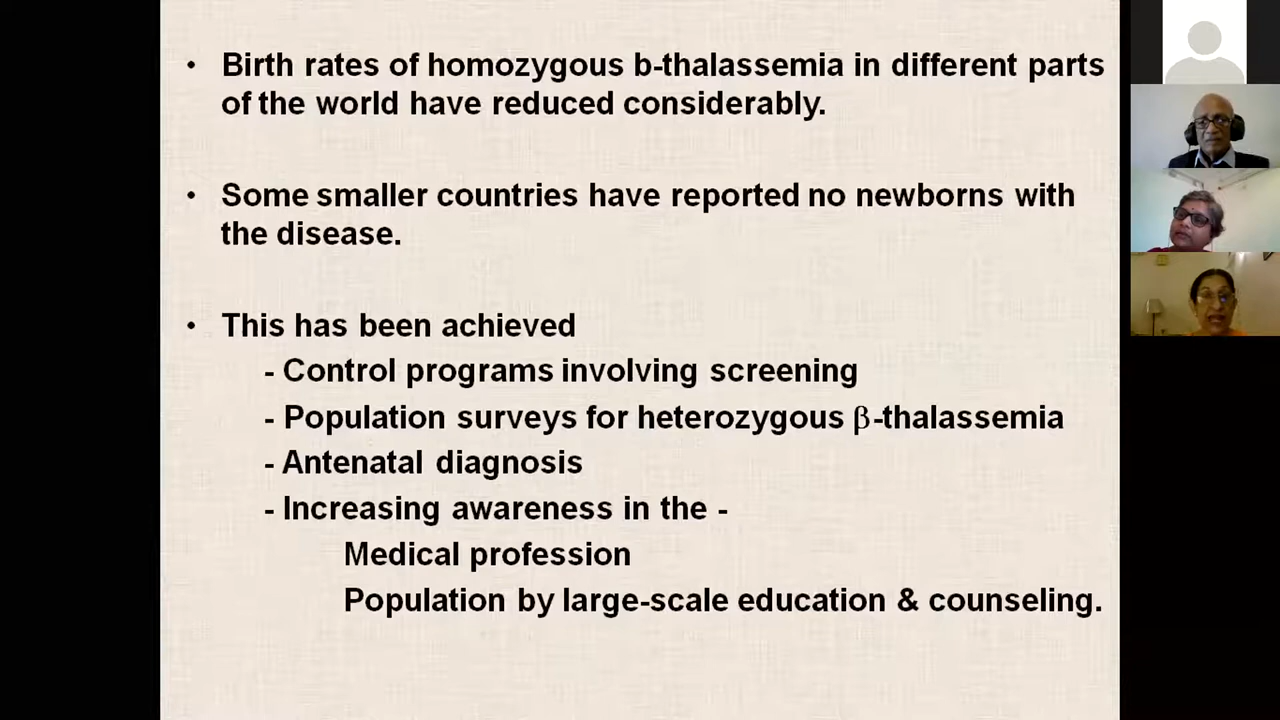 • Birth rates of homozygous b-thalassemia in different parts
of the world have reduced considerably.
• Some smaller countries have reported no newborns with
the disease.
• This has been achieved
- Control programs involving screening
- Population surveys for heterozygous β-thalassemia
- Antenatal diagnosis
- Increasing awareness in the -
Medical profession
Population by large-scale education & counseling.